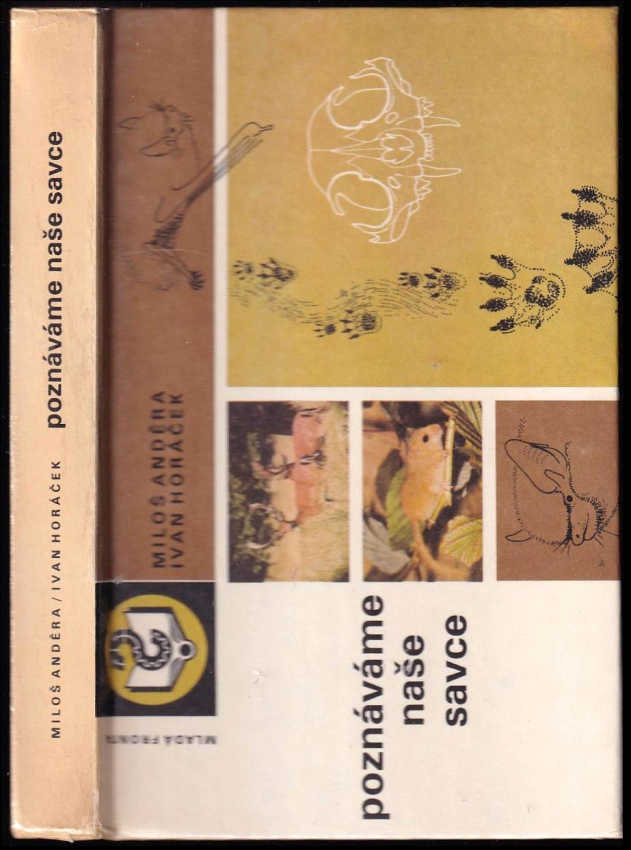 MILOŠ ANDĚRA / IVAN HORÁČEK poznáváme naše savce
MILOŠ ANDĚRA
IVAN HORÁČEK
MLADÁ FRONTA
poznáváme
naše
savce